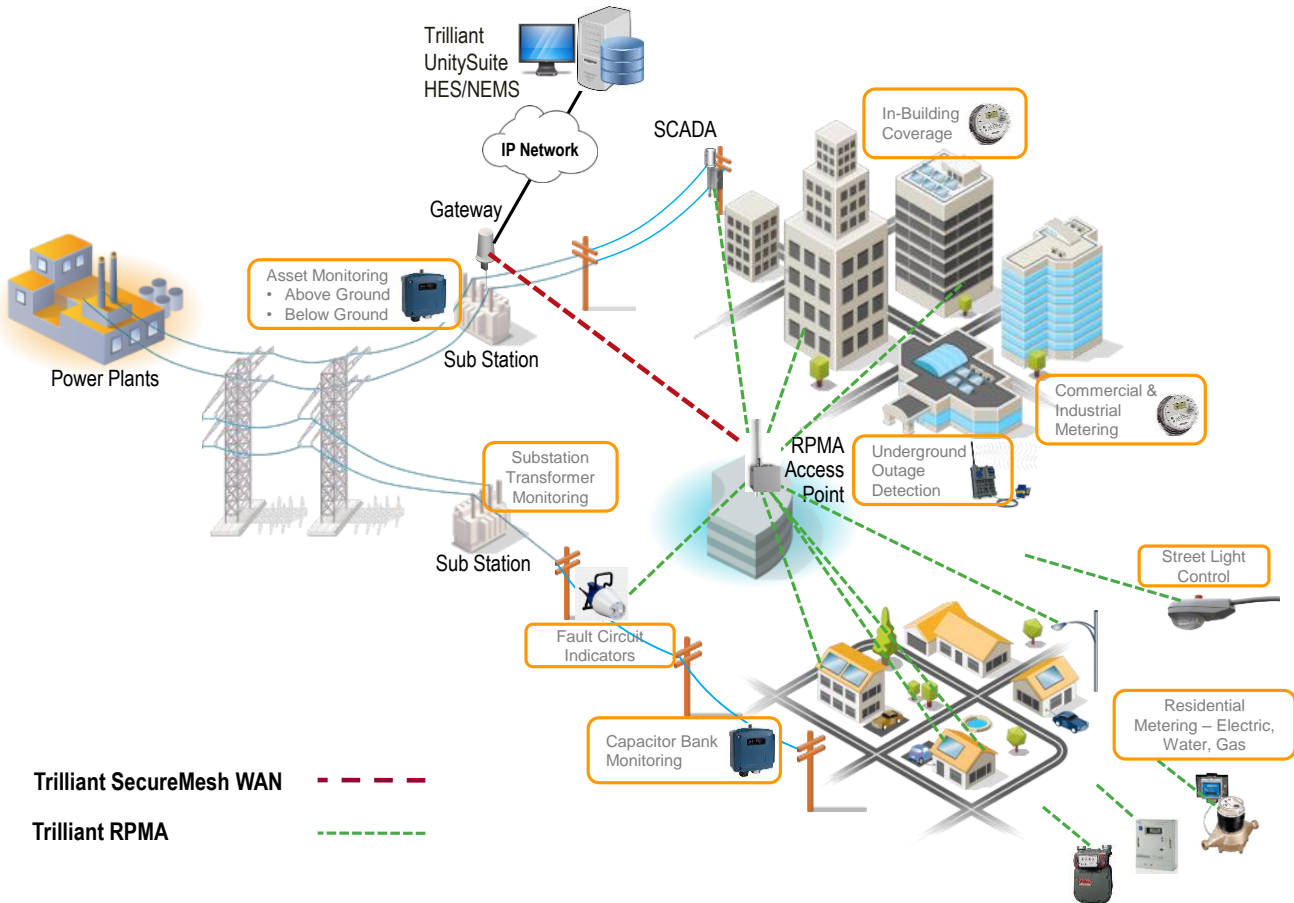 Trilliant
UnitySuite
HES/NEMS
IP Network
SCADA
In-Building
Coverage
Gateway
Asset Monitoring
• Above Ground
• Below Ground
Sub Station
Power Plants
Commercial &
Industrial
Metering
RPMA
Access
Point
Underground
Outage
Detection
Substation
Transformer
Monitoring
Sub Station
Street Light
Control
Fault Circuit
Indicators
Residential
Metering – Electric,
Water, Gas
Capacitor Bank
Monitoring
Trilliant SecureMesh WAN
Trilliant RPMA